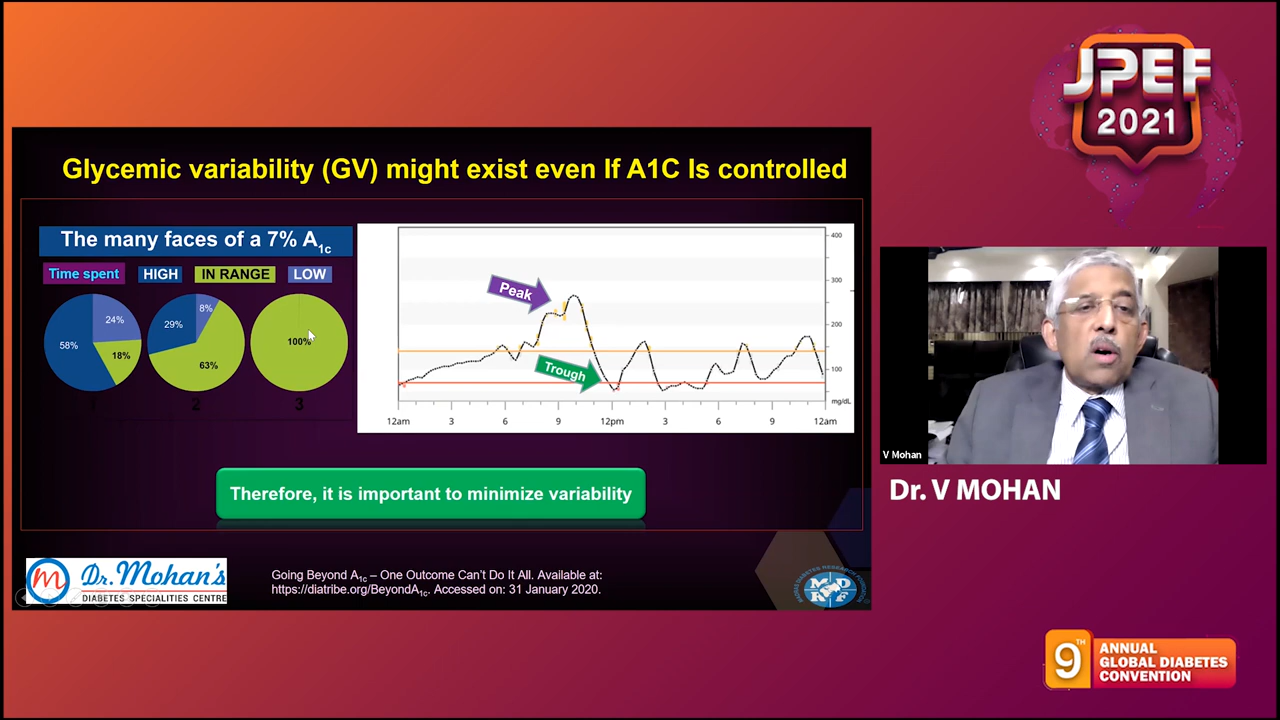 JPEF
2021
Glycemic variability (GV) might exist even If A1C Is controlled
The many faces of a 7% A1c
Time spent HIGH IN RANGE LOW
24%
58%
18%
8%
29%
63%
100%
1 2 3
Peak
Trough
400
300
200
100
mg/dL
12am 3 6 9 12pm 3 6 9 12am
Therefore, it is important to minimize variability
Dr. Mohan's
DIABETES SPECIALITIES CENTRE
Going Beyond A1c – One Outcome Can't Do It All. Available at:
https://diatribe.org/BeyondA1c. Accessed on: 31 January 2020.
MADRAS DIABETES RESEARCH FOUNDATION
M D
R F
V Mohan
Dr. V MOHAN
9TH
ANNUAL
GLOBAL DIABETES
CONVENTION